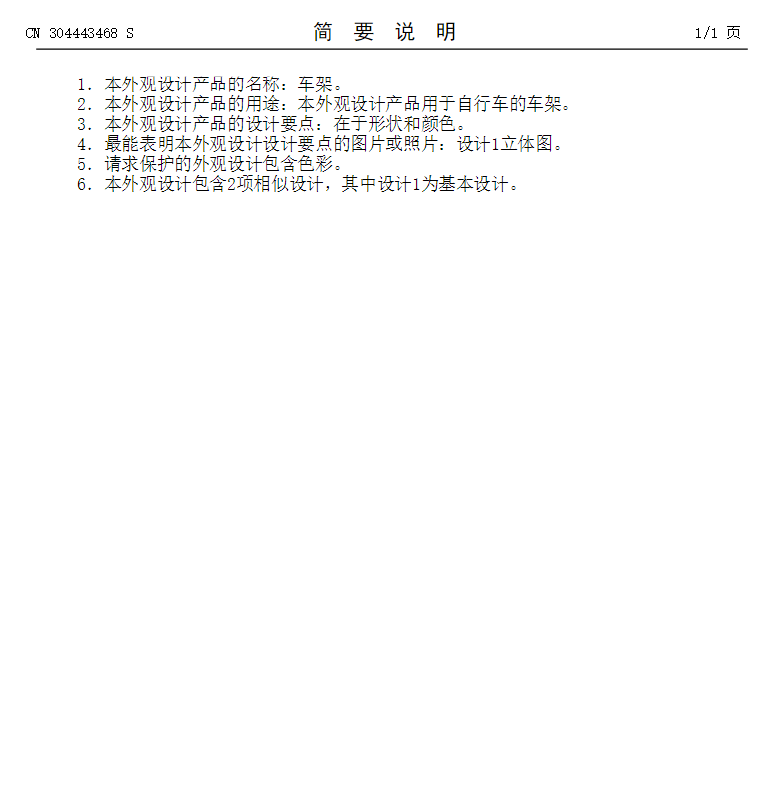 CN 304443468 S 简 要 说 明 1/1 页
1. 本外观设计产品的名称：车架。
2. 本外观设计产品的用途：本外观设计产品用于自行车的车架。
3. 本外观设计产品的设计要点：在于形状和颜色。
4. 最能表明本外观设计设计要点的图片或照片：设计1立体图。
5. 请求保护的外观设计包含色彩。
6. 本外观设计包含2项相似设计，其中设计1为基本设计。